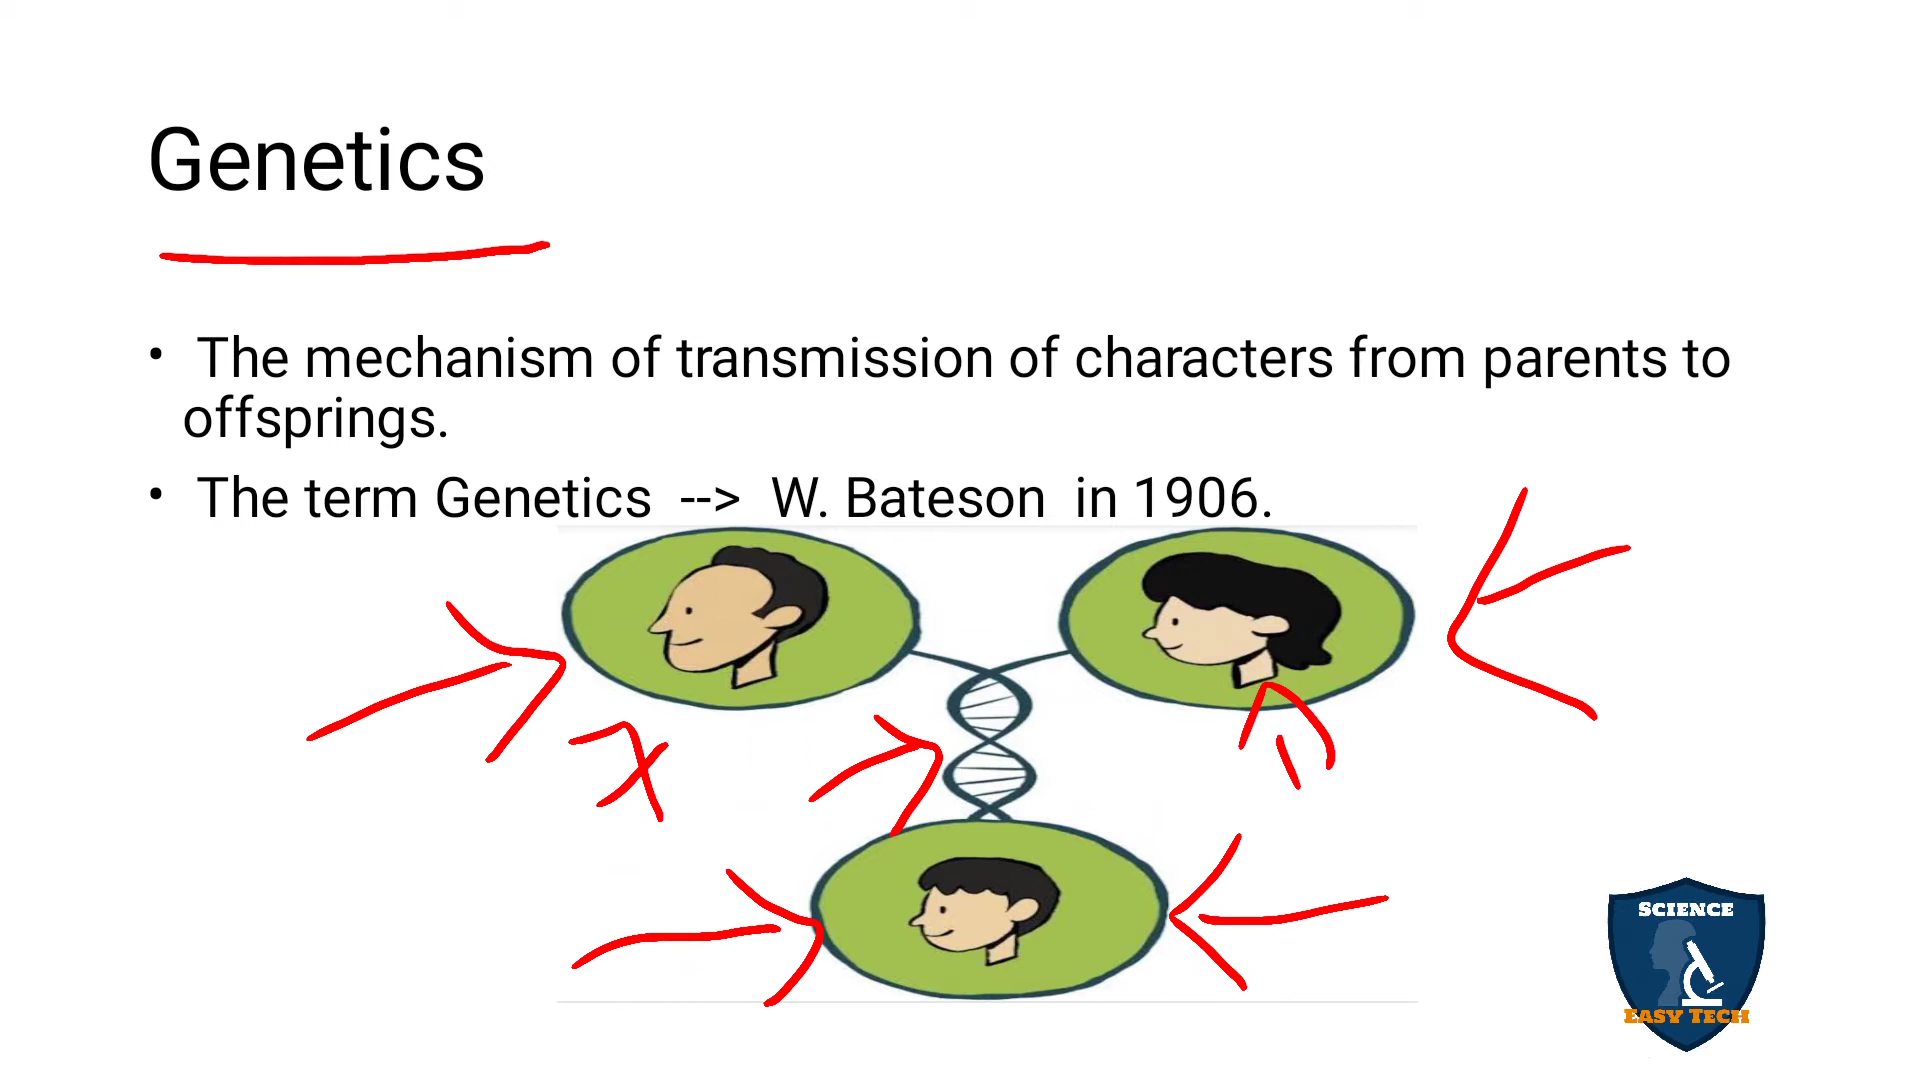 Genetics
• The mechanism of transmission of characters from parents to
offsprings.
• The term Genetics --> W. Bateson in 1906.
x
SCIENCE
EASY TECH